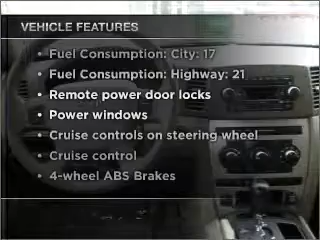 VEHICLE FEATURES
• Fuel Consumption: City: 17
• Fuel Consumption: Highway: 21
• Remote power door locks
• Power windows
• Cruise controls on steering wheel
• Cruise control
• 4-wheel ABS Brakes